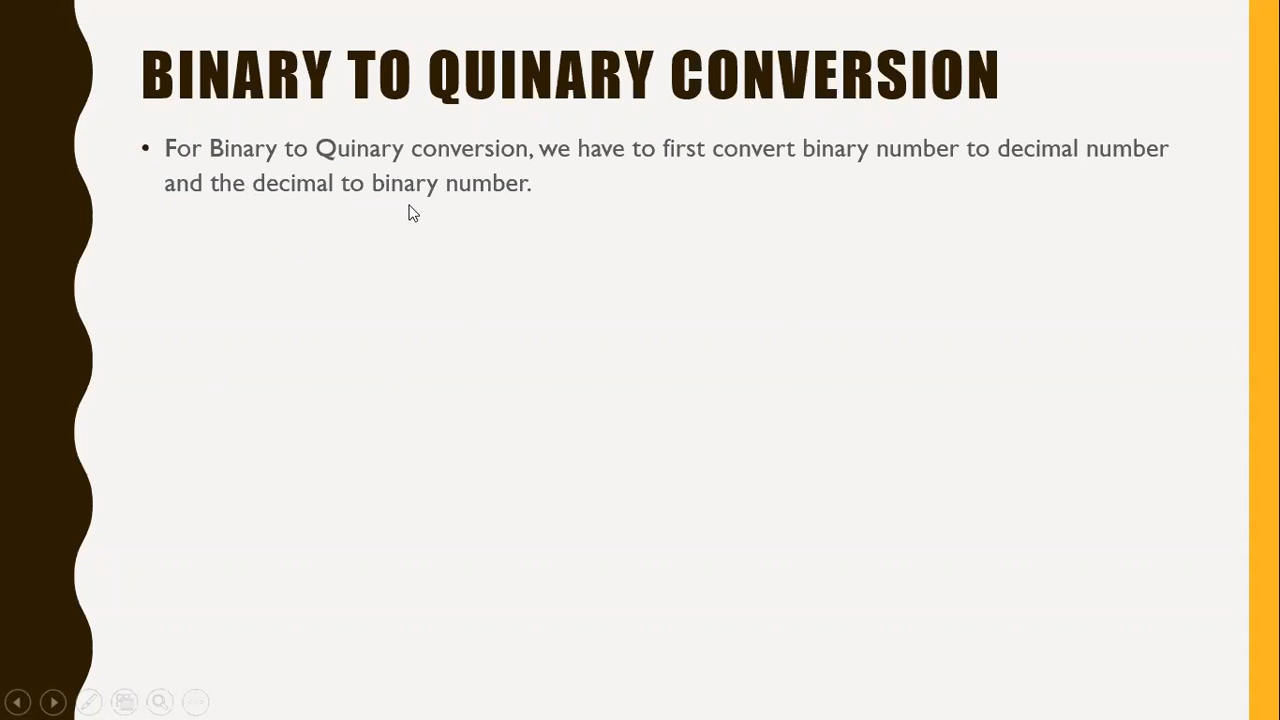 BINARY TO QUINARY CONVERSION
• For Binary to Quinary conversion, we have to first convert binary number to decimal number
and the decimal to binary number.